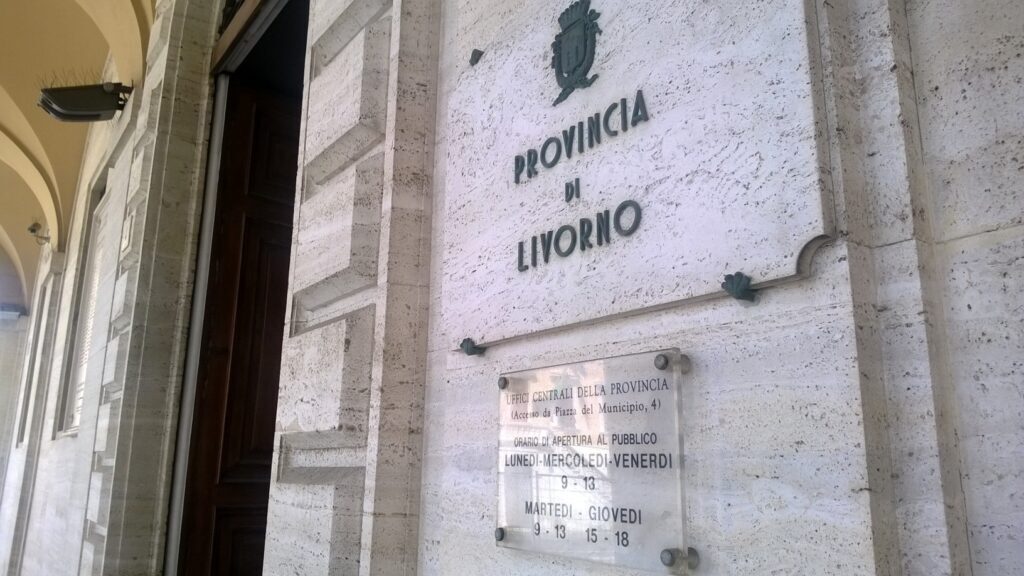 PROVINCIA
DI
LIVORNO
UFFICI CENTRALI DELLA PROVINCIA
(Accesso da Piazza del Municipio, 4)
ORARIO DI APERTURA AL PUBBLICO
LUNEDI-MERCOLEDI-VENERDI
9 - 13
MARTEDI - GIOVEDI
9 - 13 15 - 18